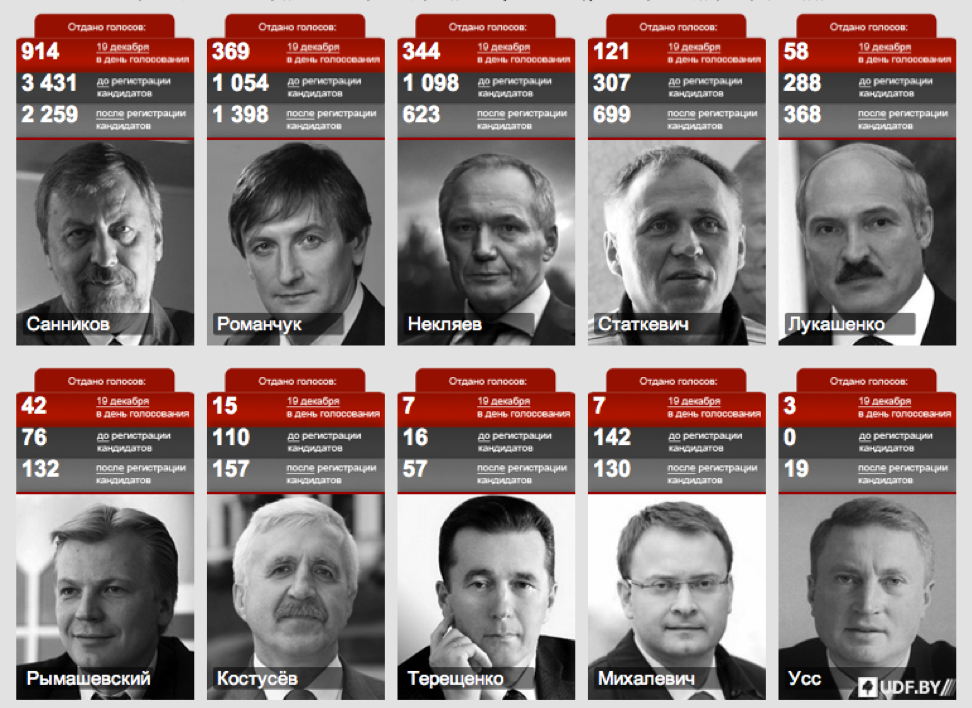 Отдано голосов:
914 19 декабря
в день голосования
3 431 до регистрации
кандидатов
2 259 после регистрации
кандидатов
Санников
Отдано голосов:
369 19 декабря
в день голосования
1 054 до регистрации
кандидатов
1 398 после регистрации
кандидатов
Романчук
Отдано голосов:
344 19 декабря
в день голосования
1 098 до регистрации
кандидатов
623 после регистрации
кандидатов
Некляев
Отдано голосов:
121 19 декабря
в день голосования
307 до регистрации
кандидатов
699 после регистрации
кандидатов
Статкевич
Отдано голосов:
58 19 декабря
в день голосования
288 до регистрации
кандидатов
368 после регистрации
кандидатов
Лукашенко
Отдано голосов:
42 19 декабря
в день голосования
76 до регистрации
кандидатов
132 после регистрации
кандидатов
Рымашевский
Отдано голосов:
15 19 декабря
в день голосования
110 до регистрации
кандидатов
157 после регистрации
кандидатов
Костусёв
Отдано голосов:
7 19 декабря
в день голосования
16 до регистрации
кандидатов
57 после регистрации
кандидатов
Терещенко
Отдано голосов:
7 19 декабря
в день голосования
142 до регистрации
кандидатов
130 после регистрации
кандидатов
Михалевич
Отдано голосов:
3 19 декабря
в день голосования
0 до регистрации
кандидатов
19 после регистрации
кандидатов
Усс
UDF.BY